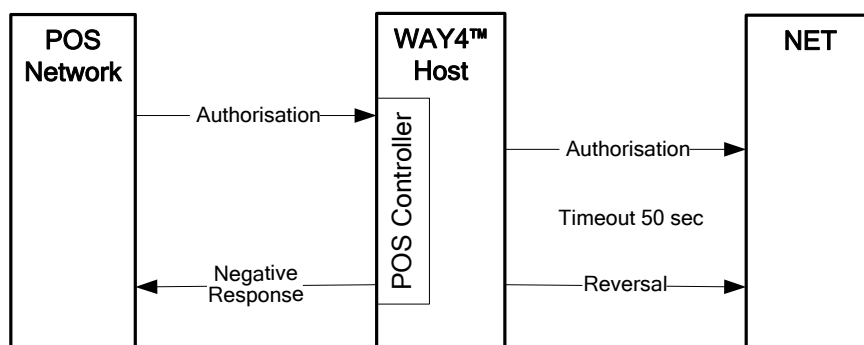 POS
Network
WAY4™
Host
NET
Authorisation
POS Controller
Authorisation
Timeout 50 sec
Negative
Response
Reversal